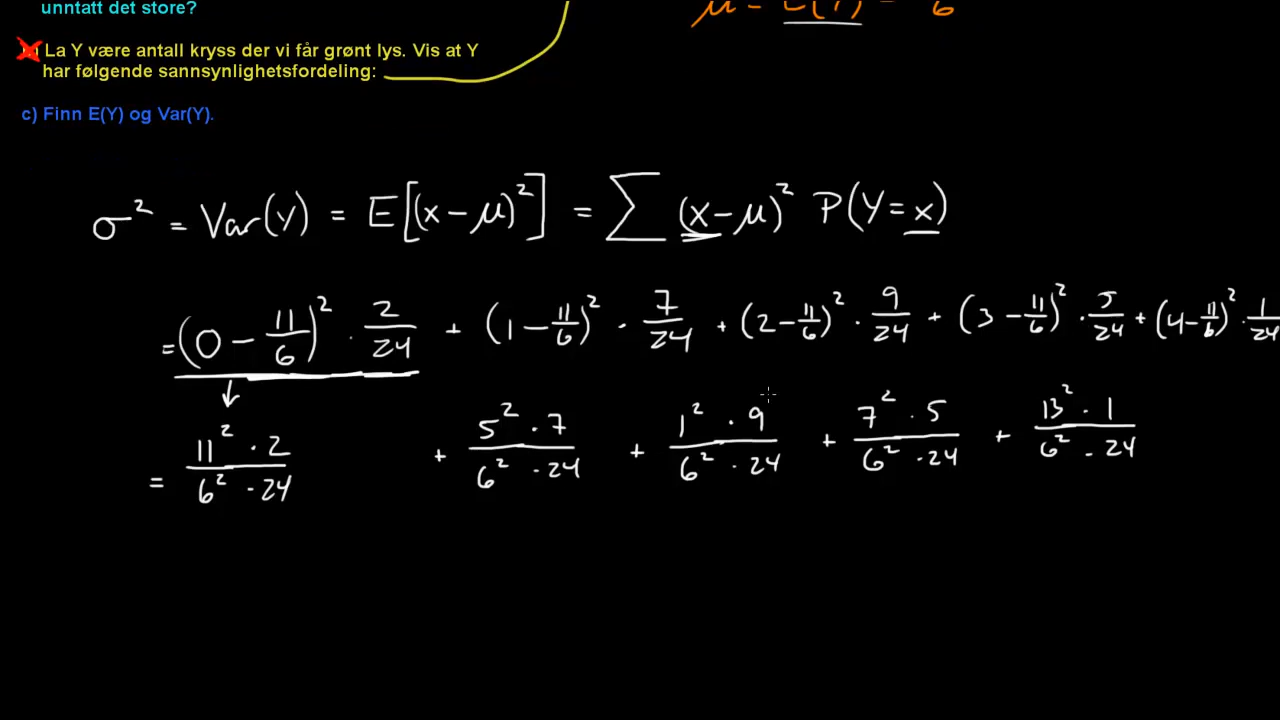 unntatt det store?
μ = E(Y) = 6
La Y være antall kryss der vi får grønt lys. Vis at Y
har følgende sannsynlighetsfordeling:
c) Finn E(Y) og Var(Y).
σ² = Var(Y) = E[(x-μ)²] = ∑ (x-μ)² P(Y=x)
= (0 - 11/6)² · 2/24 + (1 - 11/6)² · 7/24 + (2 - 11/6)² · 9/24 + (3 - 11/6)² · 5/24 + (4 - 11/6)² · 1/24
= 11² · 2 / 6² · 24 + 5² · 7 / 6² · 24 + 1² · 9 / 6² · 24 + 7² · 5 / 6² · 24 + 13² · 1 / 6² · 24